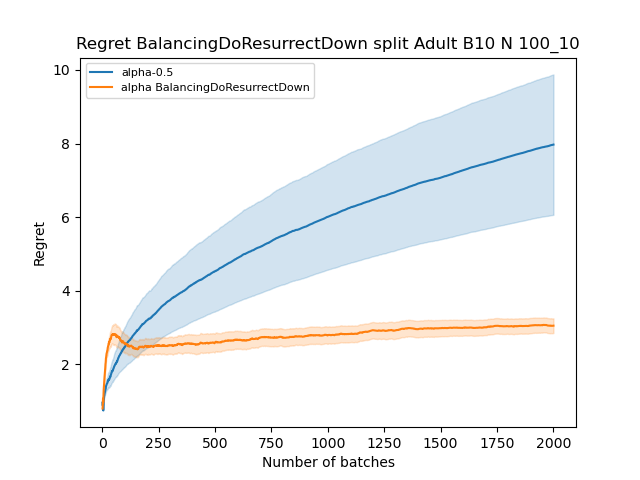 Regret BalancingDoResurrectDown split Adult B10 N 100_10
alpha-0.5
alpha BalancingDoResurrectDown
Regret
10
8
6
4
2
0 250 500 750 1000 1250 1500 1750 2000
Number of batches